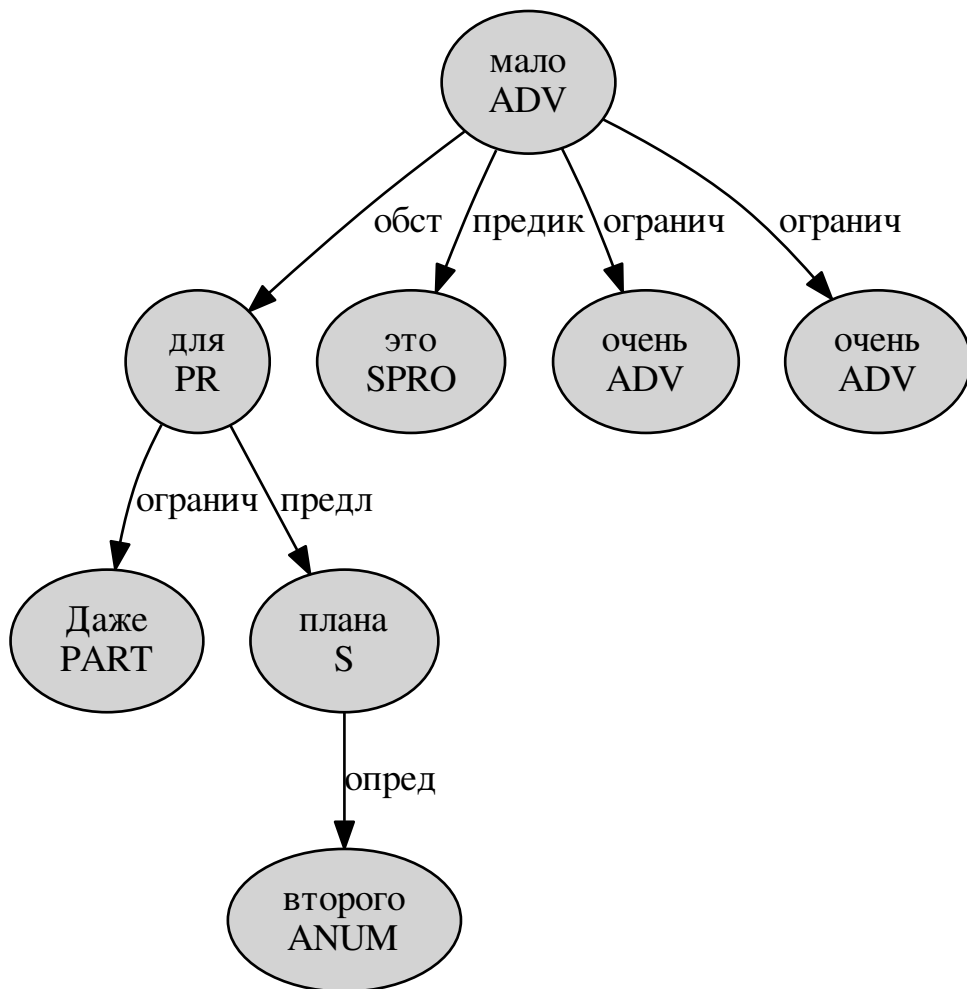 мало
ADV
обст
предик
огранич
огранич
для
PR
это
SPRO
очень
ADV
очень
ADV
огранич
предл
Даже
PART
плана
S
опред
второго
ANUM